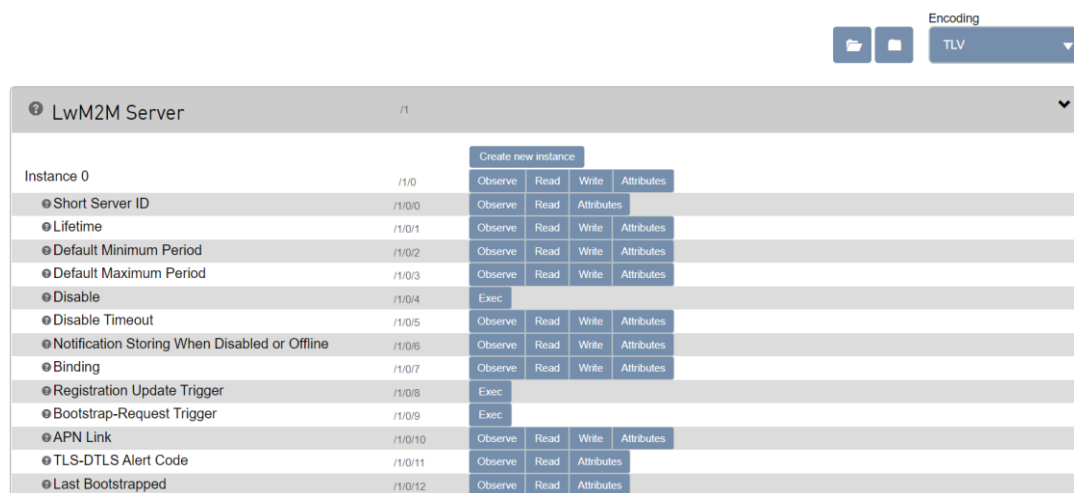 Encoding
TLV
LwM2M Server /1
Create new instance
Instance 0 /1/0 Observe Read Write Attributes
Short Server ID /1/0/0 Observe Read Attributes
Lifetime /1/0/1 Observe Read Write Attributes
Default Minimum Period /1/0/2 Observe Read Write Attributes
Default Maximum Period /1/0/3 Observe Read Write Attributes
Disable /1/0/4 Exec
Disable Timeout /1/0/5 Observe Read Write Attributes
Notification Storing When Disabled or Offline /1/0/6 Observe Read Write Attributes
Binding /1/0/7 Observe Read Write Attributes
Registration Update Trigger /1/0/8 Exec
Bootstrap-Request Trigger /1/0/9 Exec
APN Link /1/0/10 Observe Read Write Attributes
TLS-DTLS Alert Code /1/0/11 Observe Read Attributes
Last Bootstrapped /1/0/12 Observe Read Attributes